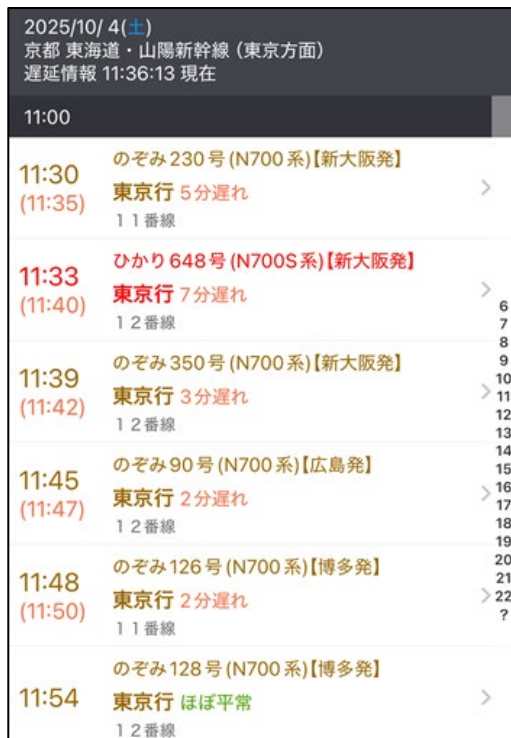 2025/10/ 4(土)
京都 東海道・山陽新幹線（東京方面）
遅延情報 11:36:13 現在
11:00
11:30
(11:35)
のぞみ230号(N700系)【新大阪発】
東京行 5分遅れ
１１番線
11:33
(11:40)
ひかり648号(N700S系)【新大阪発】
東京行 7分遅れ
１２番線
11:39
(11:42)
のぞみ350号(N700系)【新大阪発】
東京行 3分遅れ
１２番線
11:45
(11:47)
のぞみ90号(N700系)【広島発】
東京行 2分遅れ
１２番線
11:48
(11:50)
のぞみ126号(N700系)【博多発】
東京行 2分遅れ
１１番線
11:54
のぞみ128号(N700系)【博多発】
東京行 ほぼ平常
１２番線
6
7
8
9
10
11
12
13
14
15
16
17
18
19
20
21
22
?